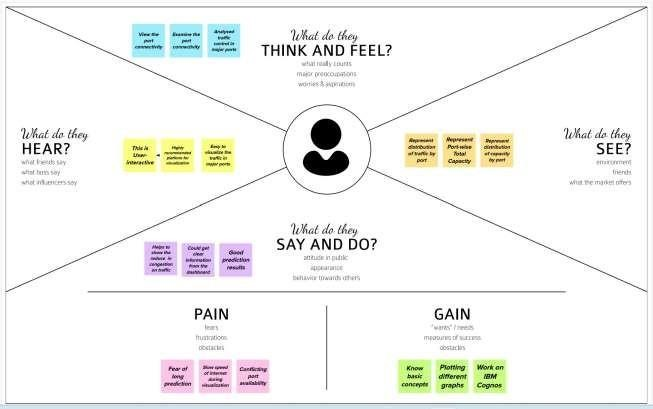 View the
port
connectivity
Examine the
port
connectivity
Analysed
traffic
control in
major ports
What do they
THINK AND FEEL?
what really counts
major preoccupations
worries & aspirations
What do they
HEAR?
what friends say
what boss say
what influencers say
This is
User-
interactive
Highly
recommended
platform for
visualization
Easy to
visualize the
traffic in
major ports
Represent
distribution
of traffic by
port
Represent
Port-wise
Total
Capacity
Represent
distribution
of capacity
by port
What do they
SEE?
environment
friends
what the market offers
What do they
SAY AND DO?
attitude in public
appearance
behavior towards others
Helps to
show the
reduce in
congestion
on traffic
Could get
clear
information
from the
dashboard
Good
prediction
results
PAIN
fears
frustrations
obstacles
Fear of
long
prediction
Slow speed
of internet
during
visualization
Conflicting
port
availability
GAIN
"wants" / needs
measures of success
obstacles
Know
basic
concepts
Plotting
different
graphs
Work on
IBM
Cognos